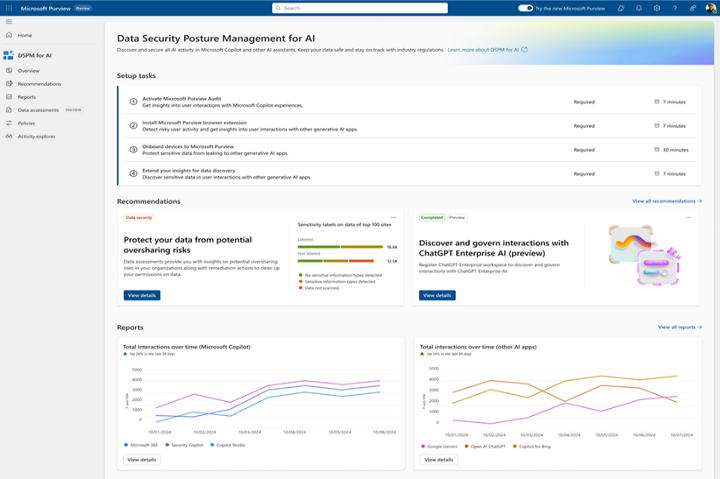 Microsoft Purview Preview
Search
Try the new Microsoft Purview
Home
DSPM for AI
Overview
Recommendations
Reports
Data assessments PREVIEW
Policies
Activity explorer
Data Security Posture Management for AI
Discover and secure all AI activity in Microsoft Copilot and other AI assistants. Keep your data safe and stay on track with industry regulations. Learn more about DSPM for AI
Setup tasks
1 Activate Microsoft Purview Audit
Get insights into user interactions with Microsoft Copilot experiences.
Required 7 minutes
2 Install Microsoft Purview browser extension
Detect risky user activity and get insights into user interactions with other generative AI apps.
Required 7 minutes
3 Onboard devices to Microsoft Purview
Protect sensitive data from leaking to other generative AI apps.
Required 30 minutes
4 Extend your insights for data discovery
Discover sensitive data in user interactions with other generative AI apps.
Required 7 minutes
Recommendations
View all recommendations
Data security
Protect your data from potential
oversharing risks
Data assessments provide you with insights on potential oversharing
risks in your organizations along with remediation actions to clean up
your permissions on data.
View details
Sensitivity labels on data of top 100 sites
Labeled
16.6K
Not labeled
12.5K
No sensitive information types detected
Sensitive information types detected
Data not scanned
Completed Preview
Discover and govern interactions with
ChatGPT Enterprise AI (preview)
Register ChatGPT Enterprise workspace to discover and govern
interactions with ChatGPT Enterprise AI.
View details
Reports
View all reports
Total interactions over time (Microsoft Copilot)
Up 20% in the last 30 days
Y axis title
5000
4000
3000
2000
1000
0
10/01/2024 10/02/2024 10/03/2024 10/04/2024 10/05/2024 10/06/2024
Microsoft 365 Security Copilot Copilot Studio
View details
Total interactions over time (other AI apps)
Up 10% in the last 30 days
Y axis title
5000
4000
3000
2000
1000
0
10/01/2024 10/02/2024 10/03/2024 10/04/2024 10/05/2024 10/06/2024 10/07/2024
Google Gemini Open AI ChatGPT Copilot for Bing
View details